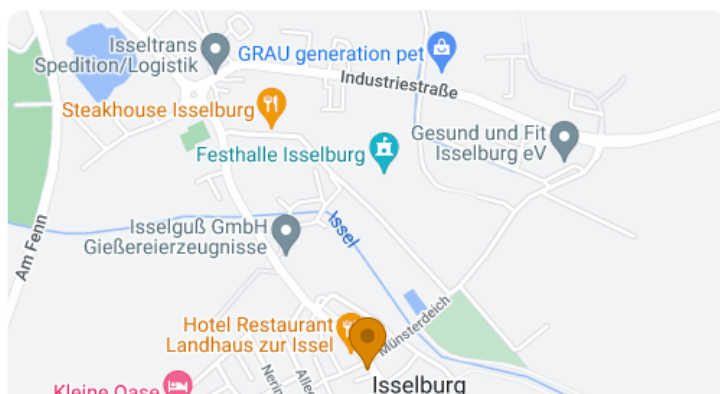 Isseltrans
Spedition/Logistik
GRAU generation pet
Industriestraße
Steakhouse Isselburg
Gesund und Fit
Isselburg eV
Festhalle Isselburg
Am Fenn
Isselguß GmbH
Gießereierzeugnisse
Issel
Hotel Restaurant
Landhaus zur Issel
Münsterdeich
Kleine Oase
Isselburg